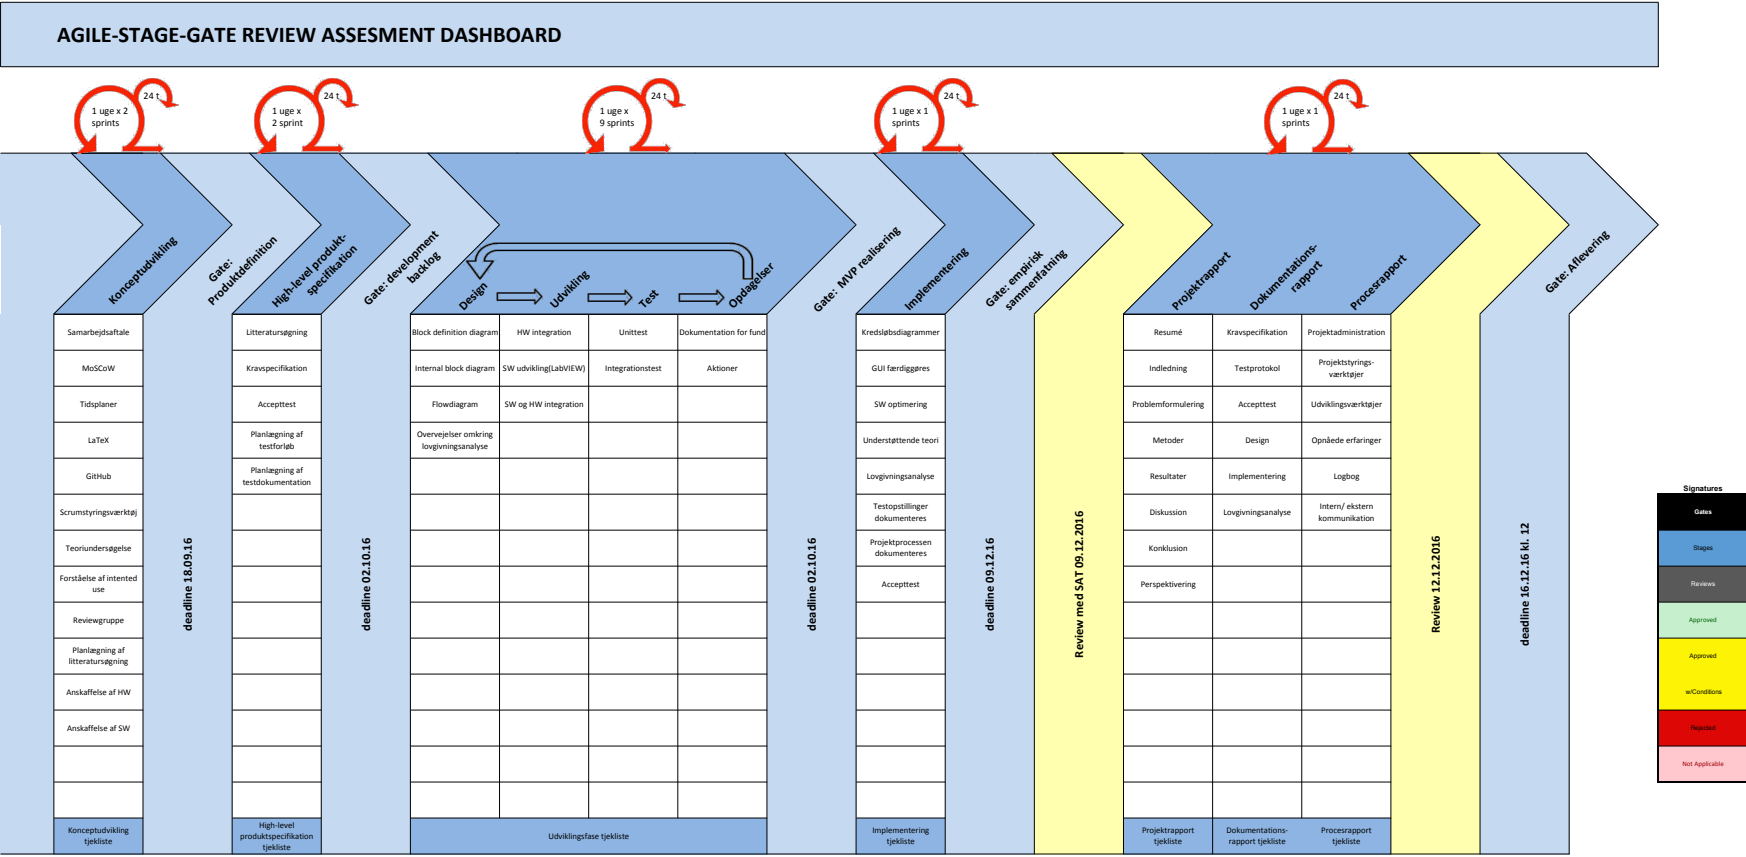 AGILE-STAGE-GATE REVIEW ASSESMENT DASHBOARD
1 uge x 2
sprints
24 t
1 uge x
2 sprint
24 t
1 uge x
9 sprints
24 t
1 uge x 1
sprints
24 t
1 uge x 1
sprints
24 t
Konceptudvikling
Gate:
Produktdefinition
High-level produkt-
specifikation
Gate: development
backlog
Design
Udvikling
Test
Opdagelser
Gate: MVP realisering
Implementering
Gate: empirisk
sammenfatning
Projektrapport
Dokumentations-
rapport
Procesrapport
Gate: Aflevering
Samarbejdsaftale
MoSCoW
Tidsplaner
LaTeX
GitHub
Scrumstyringsværktøj
Teoriundersøgelse
Forståelse af intented
use
Reviewgruppe
Planlægning af
litteratursøgning
Anskaffelse af HW
Anskaffelse af SW
Konceptudvikling
tjekliste
deadline 18.09.16
Litteratursøgning
Kravspecifikation
Accepttest
Planlægning af
testforløb
Planlægning af
testdokumentation
High-level
produktspecifikation
tjekliste
deadline 02.10.16
Block definition diagram
Internal block diagram
Flowdiagram
Overvejelser omkring
lovgivningsanalyse
HW integration
SW udvikling(LabVIEW)
SW og HW integration
Unittest
Integrationstest
Dokumentation for fund
Aktioner
Udviklingsfase tjekliste
deadline 02.10.16
Kredsløbsdiagrammer
GUI færdiggøres
SW optimering
Understøttende teori
Lovgivningsanalyse
Testopstillinger
dokumenteres
Projektprocessen
dokumenteres
Accepttest
Implementering
tjekliste
deadline 09.12.16
Review med SAT 09.12.2016
Resumé
Indledning
Problemformulering
Metoder
Resultater
Diskussion
Konklusion
Perspektivering
Projektrapport
tjekliste
Kravspecifikation
Testprotokol
Accepttest
Design
Implementering
Lovgivningsanalyse
Dokumentations-
rapport tjekliste
Projektadministration
Projektstyrings-
værktøjer
Udviklingsværktøjer
Opnåede erfaringer
Logbog
Intern/ ekstern
kommunikation
Procesrapport
tjekliste
Review 12.12.2016
deadline 16.12.16 kl. 12
Signatures
Gates
Stages
Reviews
Approved
Approved
w/Conditions
Rejected
Not Applicable